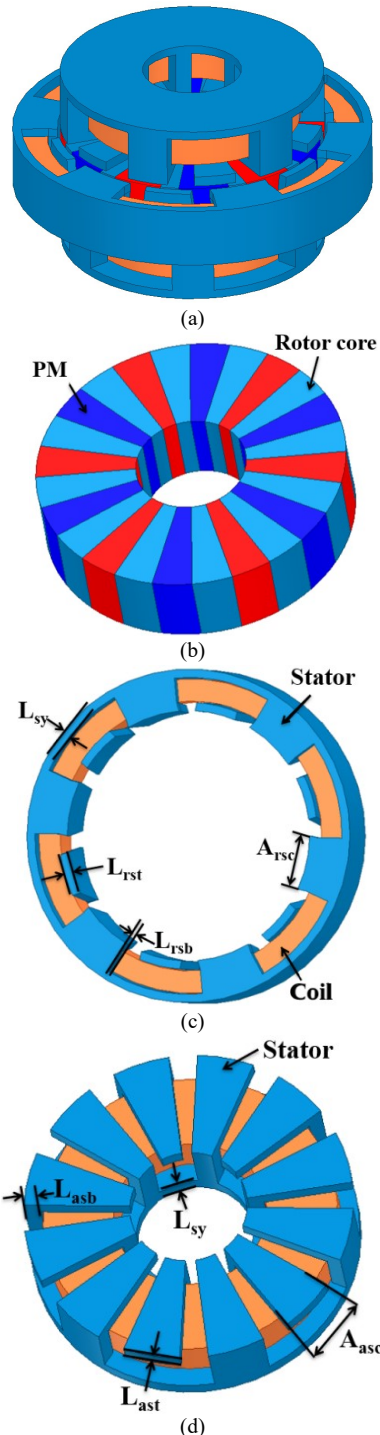 (a)
Rotor core
PM
(b)
Stator
Lsy
Arsc
Lrst
Lrsb
Coil
(c)
Stator
Lasb
Lsy
Aasc
Last
(d)